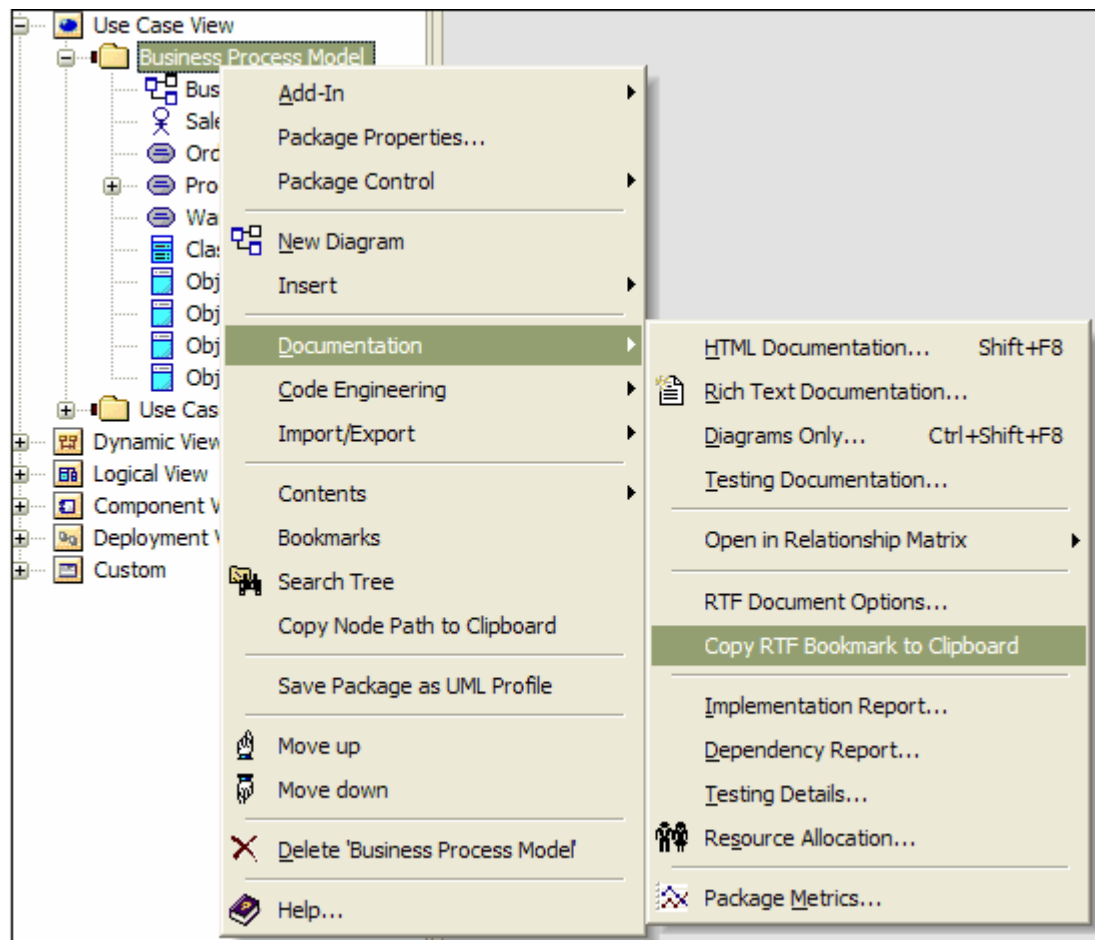 Use Case View
Business Process Model
Bus
Sale
Ord
Pro
Wa
Clas
Obj
Obj
Obj
Obj
Use Cas
Dynamic View
Logical View
Component V
Deployment V
Custom
Add-In
Package Properties...
Package Control
New Diagram
Insert
Documentation
Code Engineering
Import/Export
Contents
Bookmarks
Search Tree
Copy Node Path to Clipboard
Save Package as UML Profile
Move up
Move down
Delete 'Business Process Model'
Help...
HTML Documentation... Shift+F8
Rich Text Documentation...
Diagrams Only... Ctrl+Shift+F8
Testing Documentation...
Open in Relationship Matrix
RTF Document Options...
Copy RTF Bookmark to Clipboard
Implementation Report...
Dependency Report...
Testing Details...
Resource Allocation...
Package Metrics...